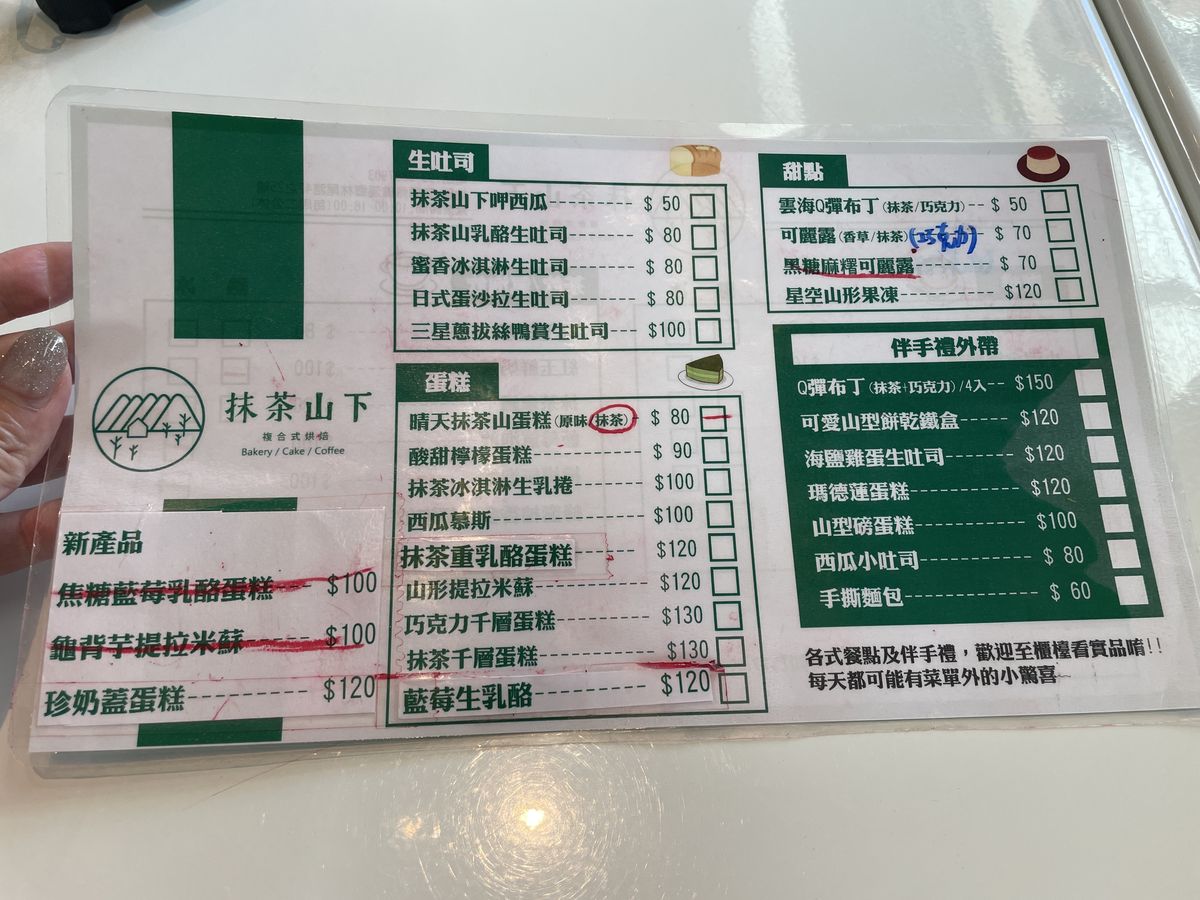 抹茶山下
複合式烘焙
Bakery / Cake / Coffee
新產品
焦糖藍莓乳酪蛋糕 $100
龜背芋提拉米蘇------ $100
珍奶蓋蛋糕---------- $120
生吐司
抹茶山下呷西瓜---------- $ 50
抹茶山乳酪生吐司-------- $ 80
蜜香冰淇淋生吐司-------- $ 80
日式蛋沙拉生吐司-------- $ 80
三星蔥拔絲鴨賞生吐司--- $100
蛋糕
晴天抹茶山蛋糕(原味/抹茶)- $ 80
酸甜檸檬蛋糕------------ $ 90
抹茶冰淇淋生乳捲-------- $100
西瓜慕斯---------------- $100
抹茶重乳酪蛋糕-------- $120
山形提拉米蘇------------ $120
巧克力千層蛋糕---------- $130
抹茶千層蛋糕------------ $130
藍莓生乳酪------------ $120
甜點
雲海Q彈布丁(抹茶/巧克力)-- $ 50
可麗露(香草/抹茶)(巧克力)-- $ 70
黑糖麻糬可麗露---------- $ 70
星空山形果凍------------ $120
伴手禮外帶
Q彈布丁(抹茶+巧克力)/4入-- $150
可愛山型餅乾鐵盒------- $120
海鹽雞蛋生吐司--------- $120
瑪德蓮蛋糕------------- $120
山型磅蛋糕------------- $100
西瓜小吐司------------- $ 80
手撕麵包--------------- $ 60
各式餐點及伴手禮，歡迎至櫃檯看實品唷!!
每天都可能有菜單外的小驚喜